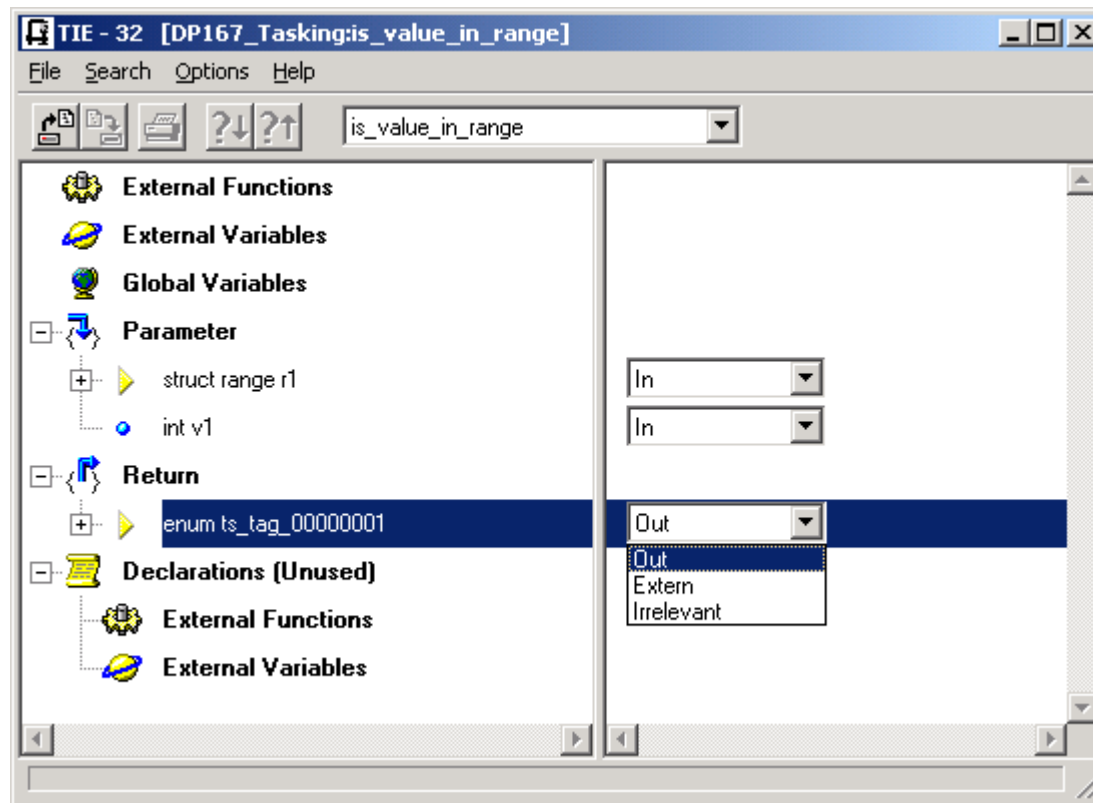 TIE - 32 [DP167_Tasking:is_value_in_range]
File Search Options Help
is_value_in_range
External Functions
External Variables
Global Variables
Parameter
struct range r1 In
int v1 In
Return
enum ts_tag_00000001 Out
Out
Declarations (Unused)
Extern
Irrelevant
External Functions
External Variables